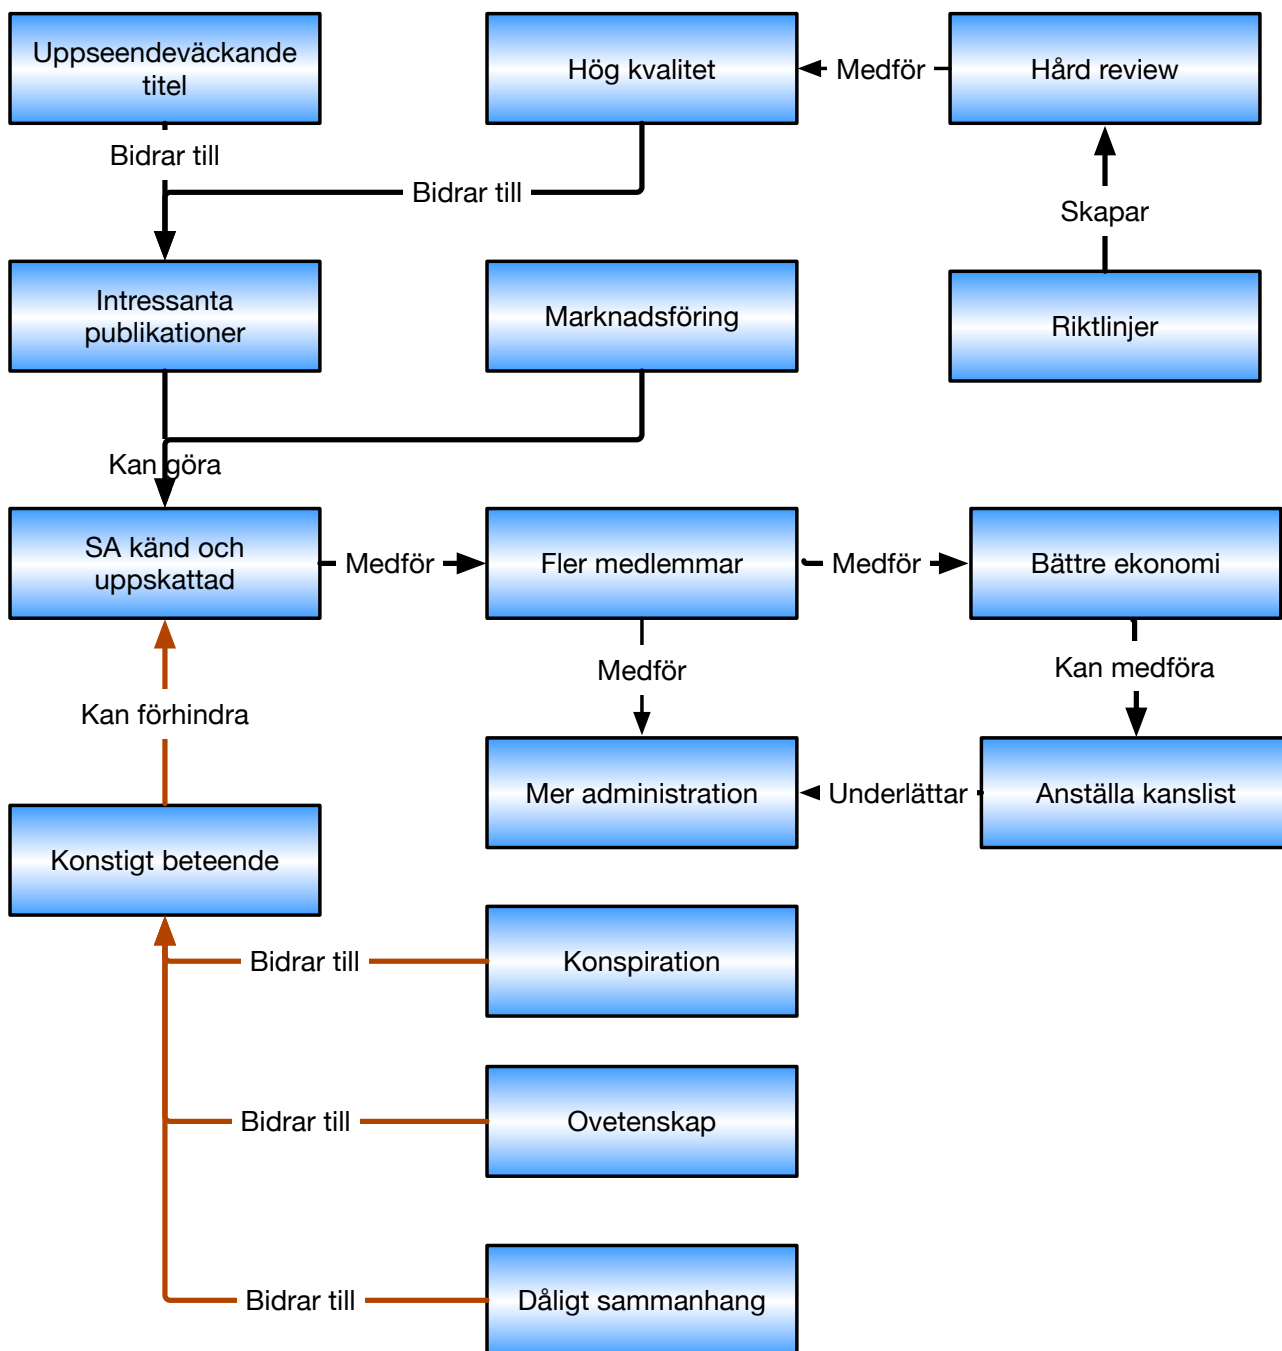 Uppseendeväckande
titel
Hög kvalitet
Medför
Hård review
Bidrar till
Bidrar till
Skapar
Intressanta
publikationer
Marknadsföring
Riktlinjer
Kan göra
SA känd och
uppskattad
Medför
Fler medlemmar
Medför
Bättre ekonomi
Medför
Kan medföra
Kan förhindra
Mer administration
Underlättar
Anställa kanslist
Konstigt beteende
Bidrar till
Konspiration
Bidrar till
Ovetenskap
Bidrar till
Dåligt sammanhang